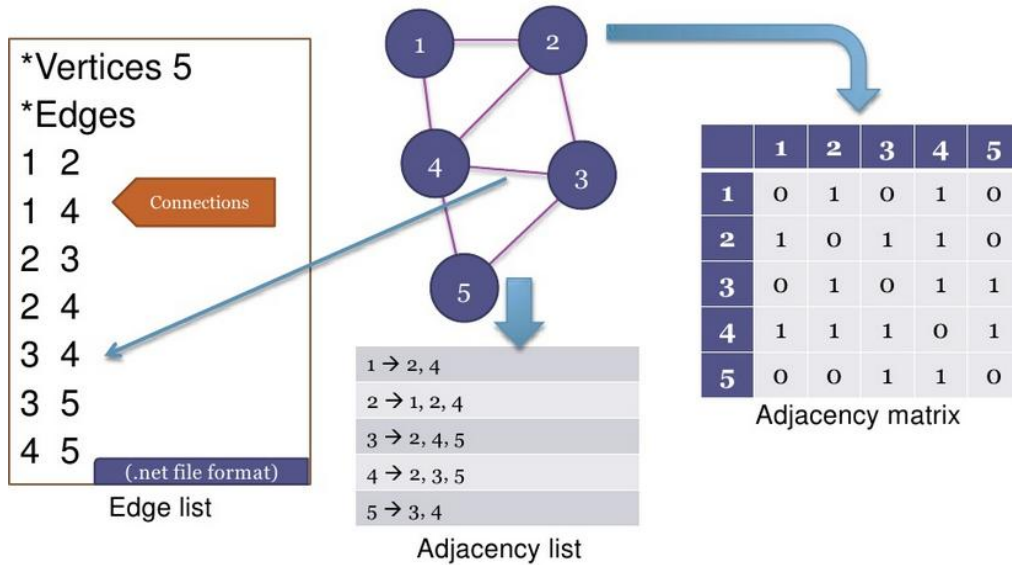 *Vertices 5
*Edges
1 2
1 4
2 3
2 4
3 4
3 5
4 5
Connections
(.net file format)
Edge list
1
2
4
3
5
1 → 2, 4
2 → 1, 2, 4
3 → 2, 4, 5
4 → 2, 3, 5
5 → 3, 4
Adjacency list
1 2 3 4 5
1 0 1 0 1 0
2 1 0 1 1 0
3 0 1 0 1 1
4 1 1 1 0 1
5 0 0 1 1 0
Adjacency matrix